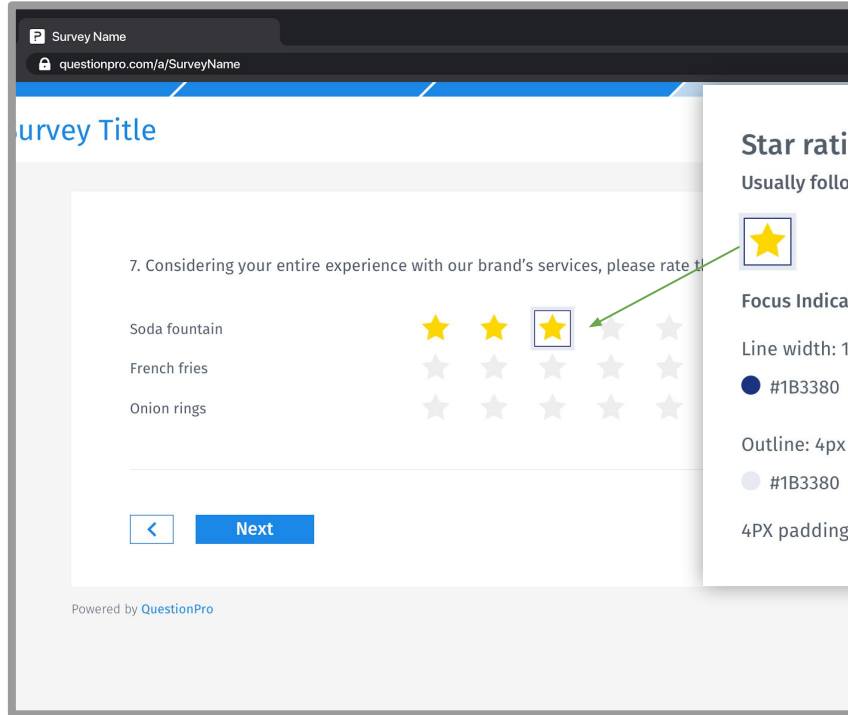 Survey Name
questionpro.com/a/SurveyName
urvey Title
7. Considering your entire experience with our brand's services, please rate t
Soda fountain
French fries
Onion rings
Next
Powered by QuestionPro
Star rati
Usually follo
Focus Indica
Line width: 1
#1B3380
Outline: 4px
#1B3380
4PX padding